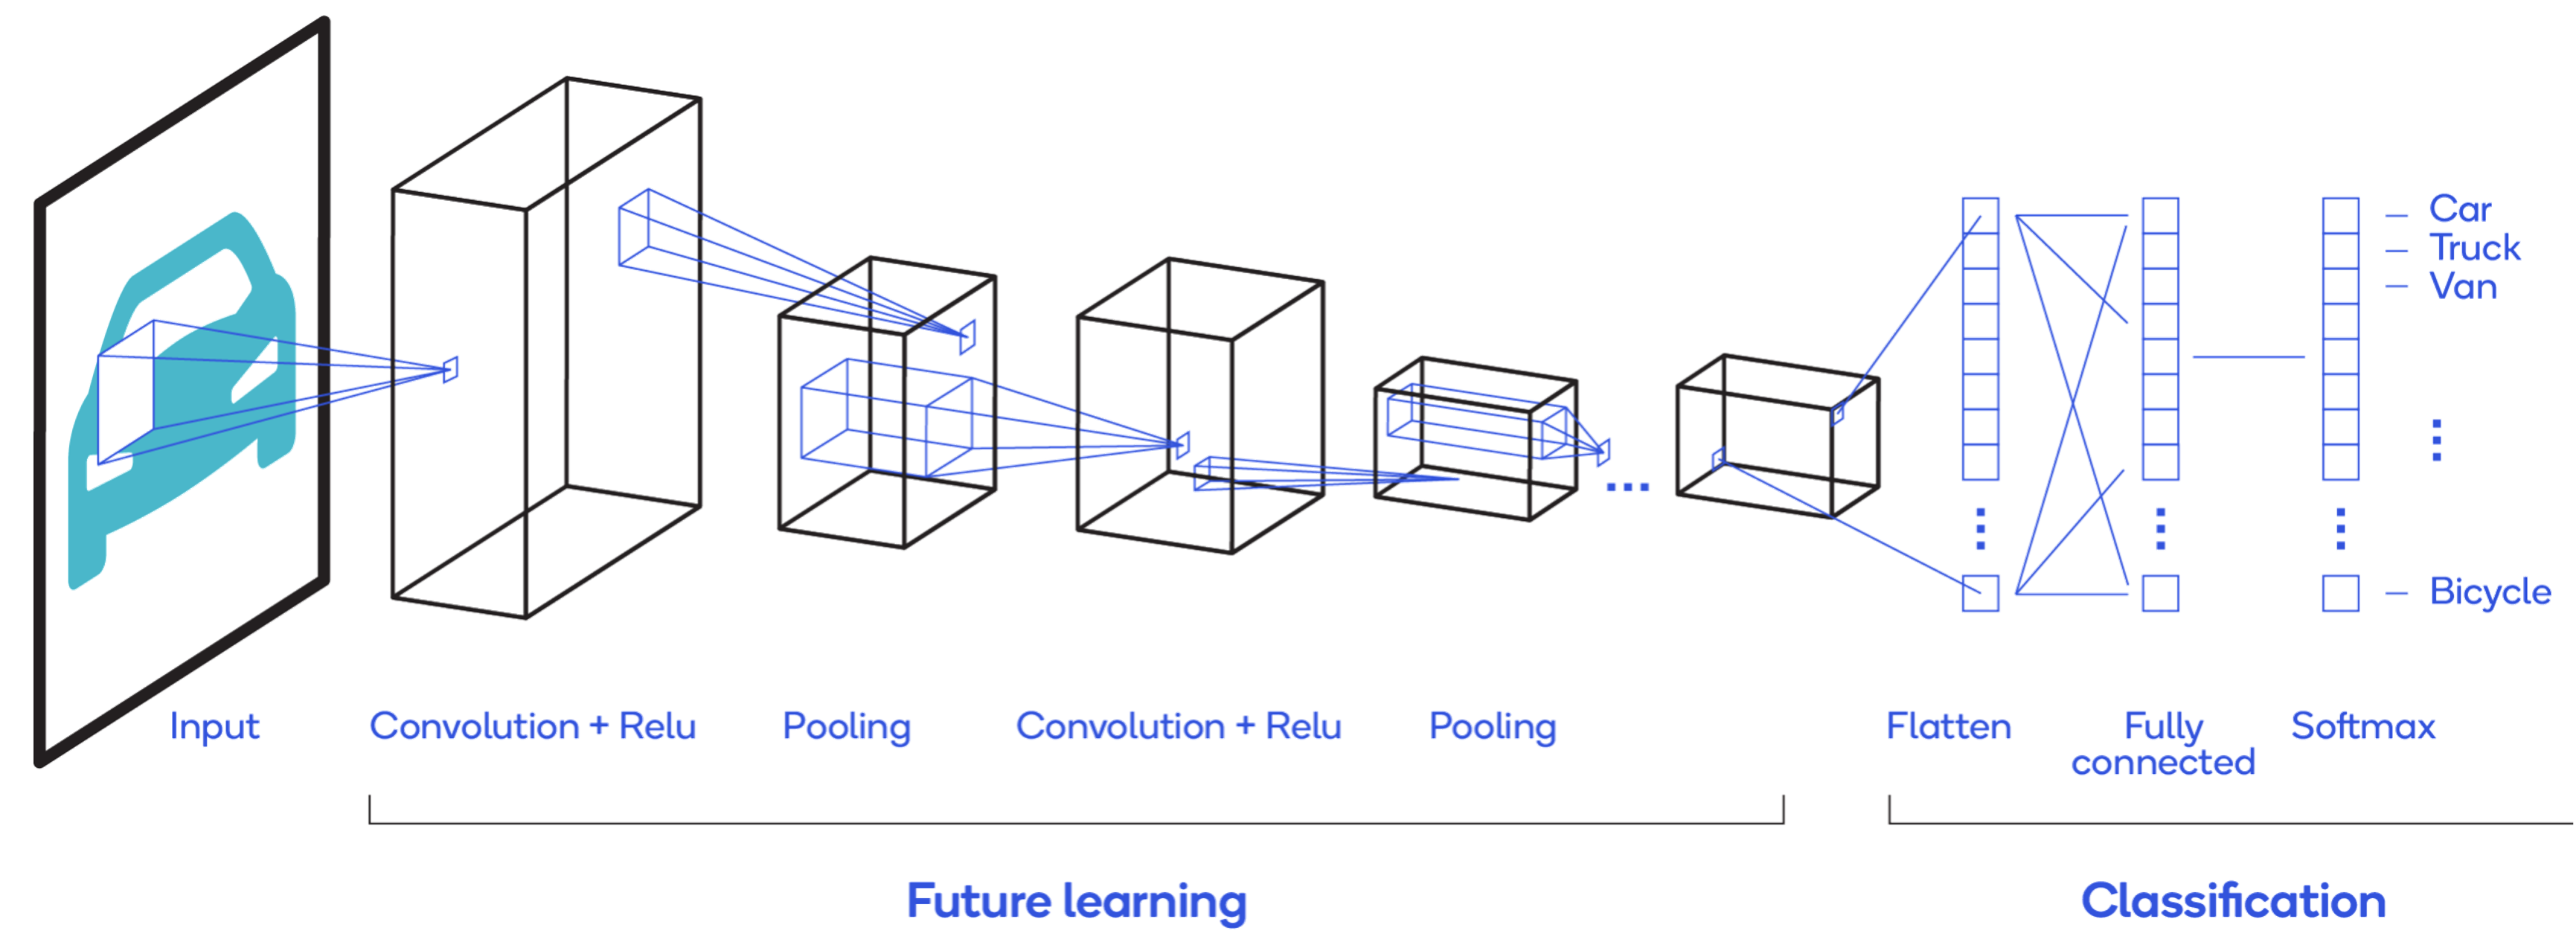 Car
Truck
Van
Bicycle
Input
Convolution + Relu
Pooling
Convolution + Relu
Pooling
Flatten
Fully
connected
Softmax
Future learning
Classification